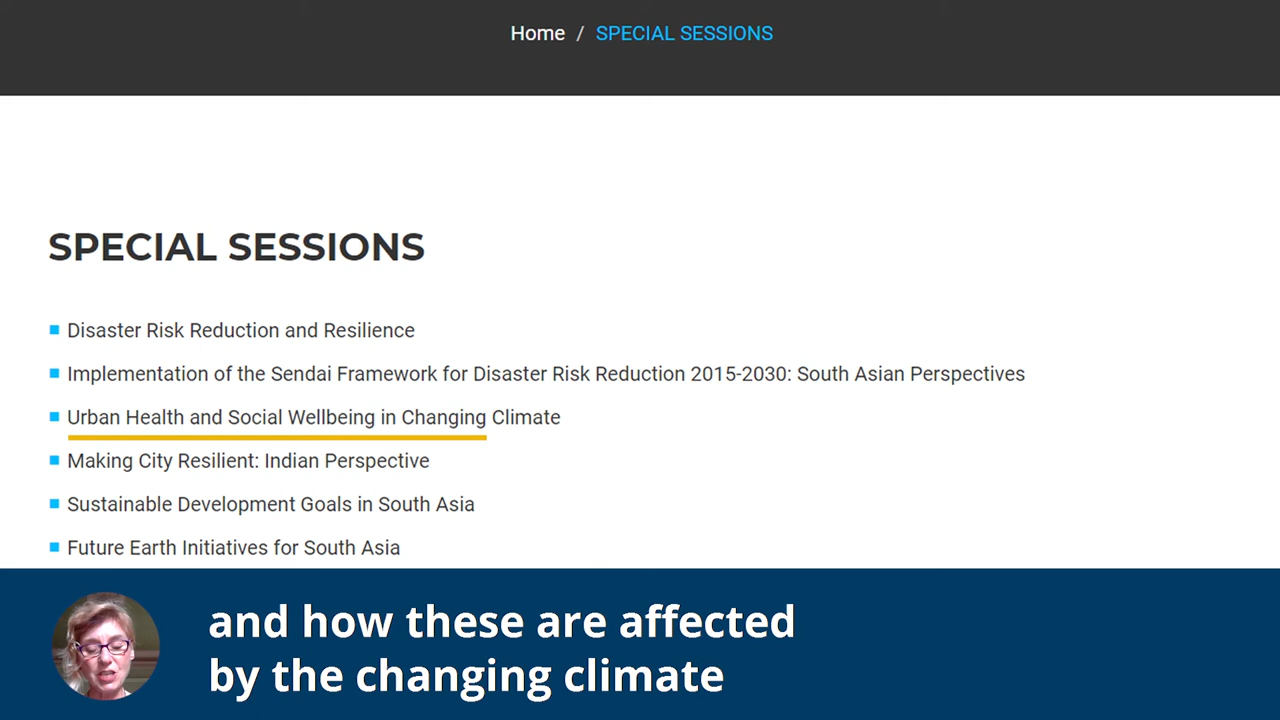 Home / SPECIAL SESSIONS
SPECIAL SESSIONS
Disaster Risk Reduction and Resilience
Implementation of the Sendai Framework for Disaster Risk Reduction 2015-2030: South Asian Perspectives
Urban Health and Social Wellbeing in Changing Climate
Making City Resilient: Indian Perspective
Sustainable Development Goals in South Asia
Future Earth Initiatives for South Asia
and how these are affected
by the changing climate